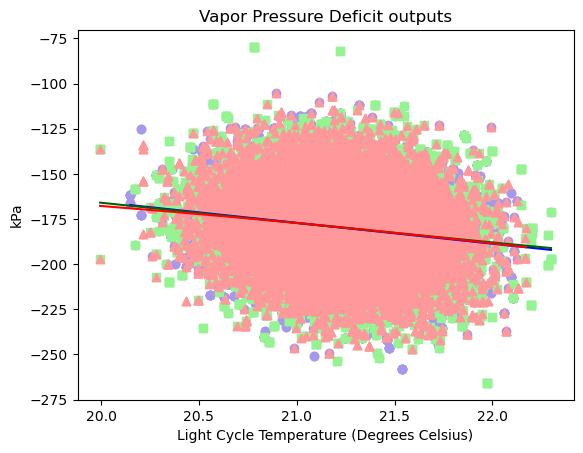 Vapor Pressure Deficit outputs
−75
−100
−125
−150
−175
−200
−225
−250
−275
kPa
20.0 20.5 21.0 21.5 22.0
Light Cycle Temperature (Degrees Celsius)